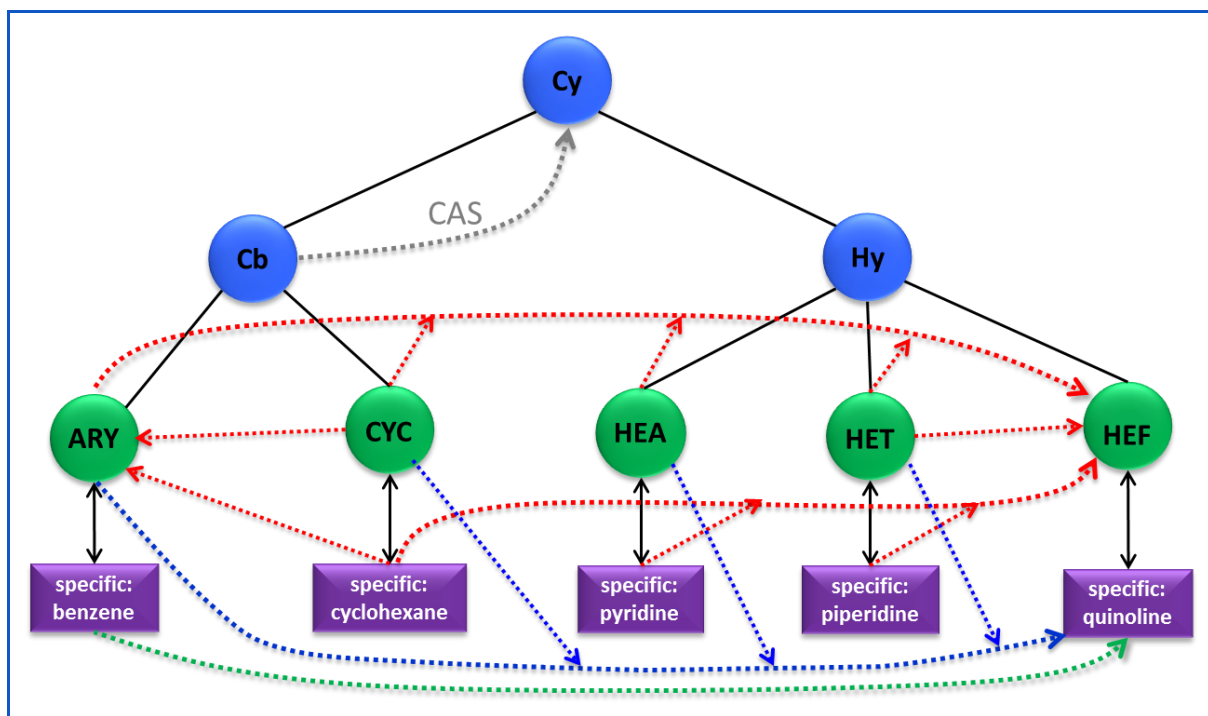 Cy
CAS
Cb
Hy
ARY
CYC
HEA
HET
HEF
specific:
benzene
specific:
cyclohexane
specific:
pyridine
specific:
piperidine
specific:
quinoline